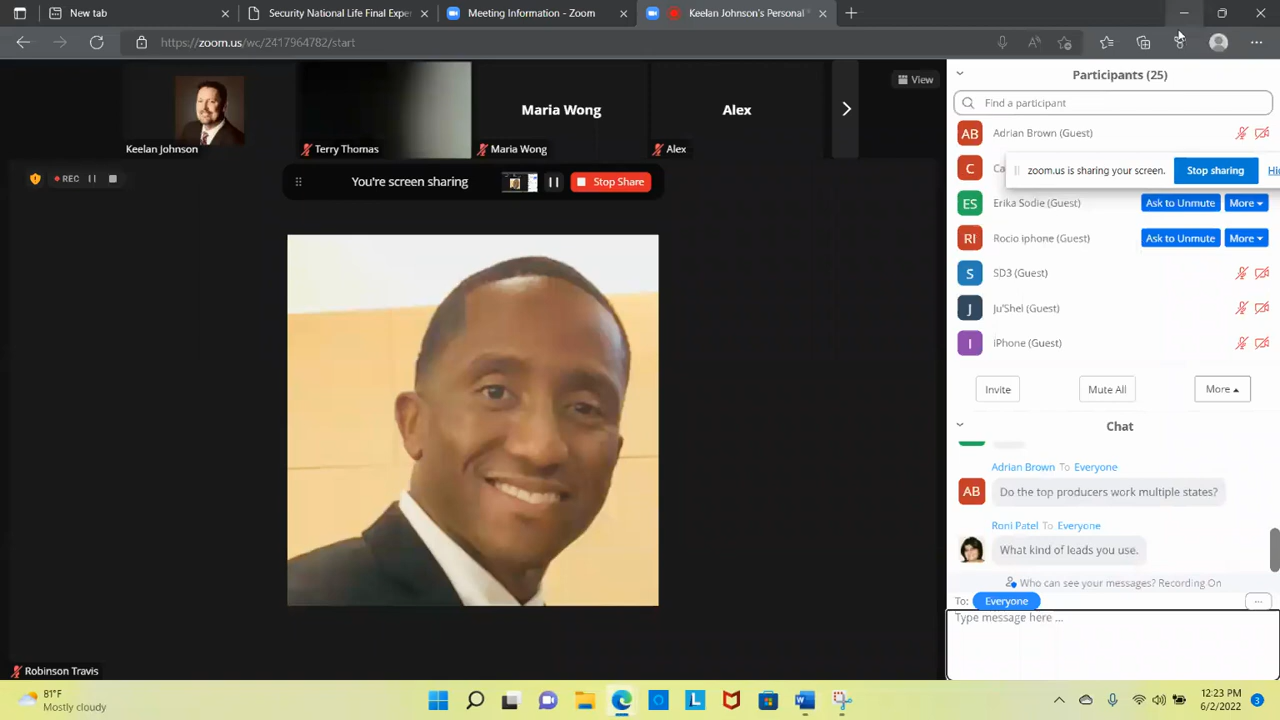 New tab
Security National Life Final Exper
Meeting Information - Zoom
Keelan Johnson's Personal
https://zoom.us/wc/2417964782/start
Keelan Johnson
Terry Thomas
Maria Wong
Maria Wong
Alex
Alex
View
REC
You're screen sharing
Stop Share
Robinson Travis
Participants (25)
Find a participant
AB Adrian Brown (Guest)
C Ca
zoom.us is sharing your screen. Stop sharing Hid
ES Erika Sodie (Guest) Ask to Unmute More
RI Rocio iphone (Guest) Ask to Unmute More
S SD3 (Guest)
J Ju'Shel (Guest)
I iPhone (Guest)
Invite Mute All More
Chat
Adrian Brown To Everyone
AB Do the top producers work multiple states?
Roni Patel To Everyone
What kind of leads you use.
Who can see your messages? Recording On
To: Everyone ...
Type message here ...
81°F
Mostly cloudy
12:23 PM
6/2/2022
3